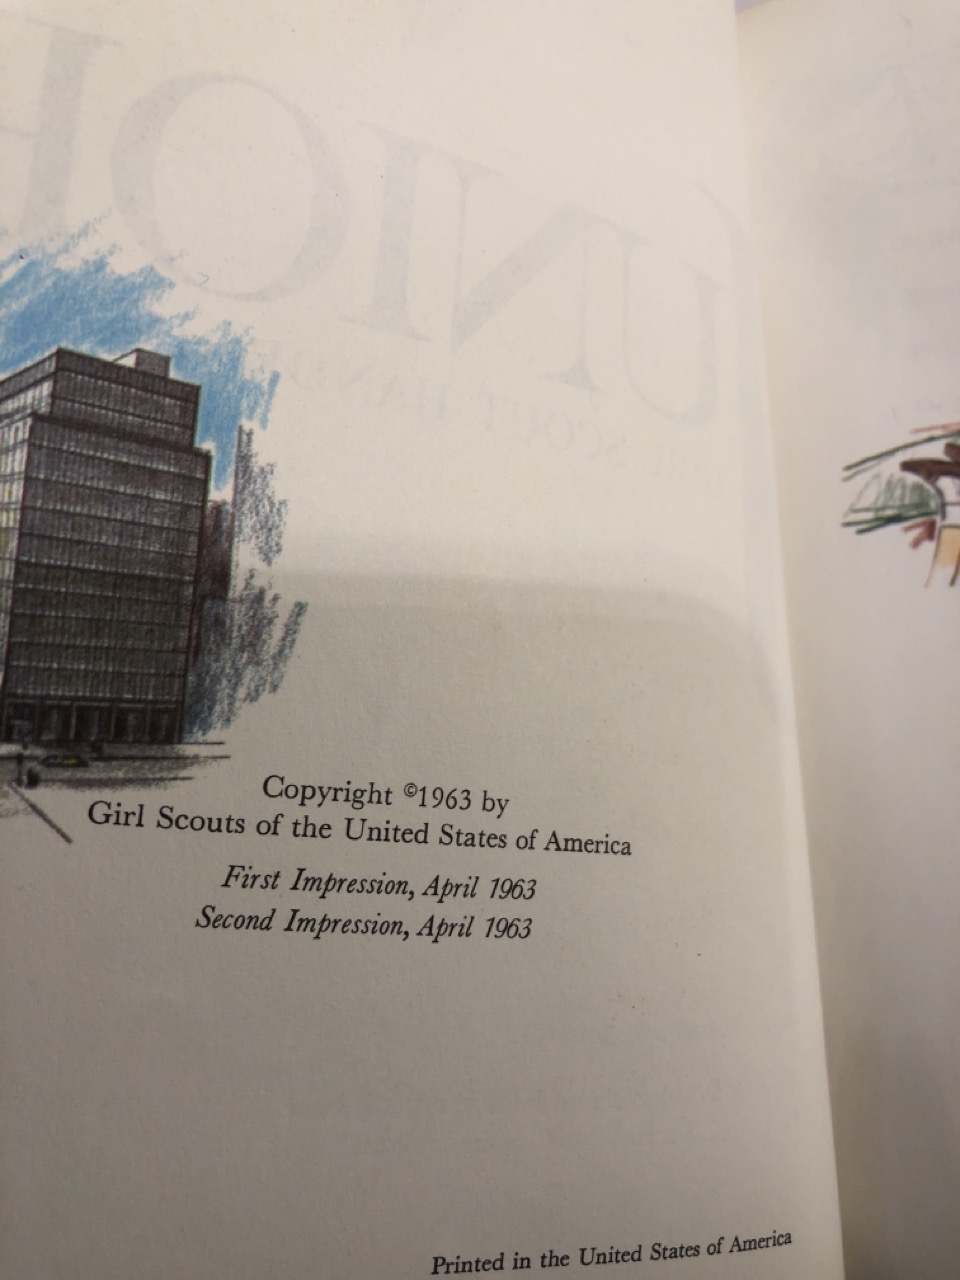 Copyright ©1963 by
Girl Scouts of the United States of America
First Impression, April 1963
Second Impression, April 1963
Printed in the United States of America